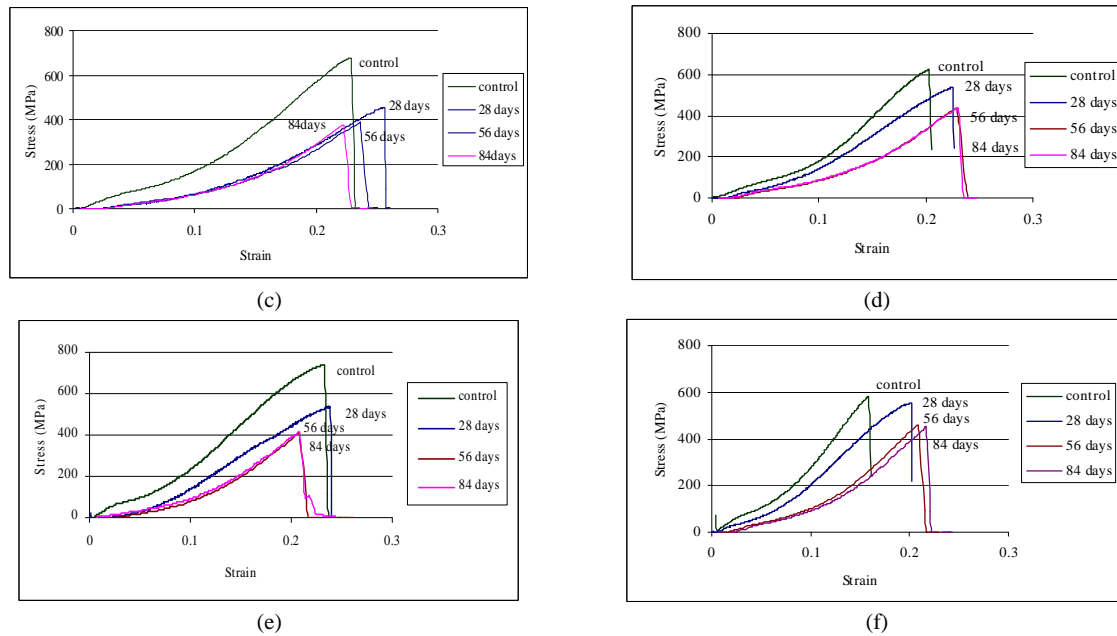 800
600
400
200
0
Stress (MPa)
0
0.1
0.2
0.3
Strain
control
28 days
84days
56 days
control
28 days
56 days
84days
(c)
800
600
400
200
0
Stress (MPa)
0
0.1
0.2
0.3
Strain
control
28 days
56 days
84 days
control
28 days
56 days
84 days
(d)
800
600
400
200
0
Stress (MPa)
0
0.1
0.2
0.3
Strain
control
28 days
56 days
84 days
control
28 days
56 days
84 days
(e)
800
600
400
200
0
Stress (MPa)
0
0.1
0.2
0.3
Strain
control
28 days
56 days
84 days
control
28 days
56 days
84 days
(f)